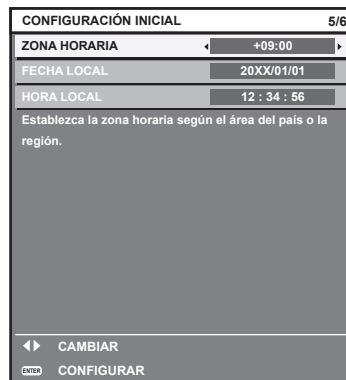 CONFIGURACIÓN INICIAL 5/6
ZONA HORARIA +09:00
FECHA LOCAL 20XX/01/01
HORA LOCAL 12 : 34 : 56
Establezca la zona horaria según el área del país o la
región.
CAMBIAR
ENTER CONFIGURAR